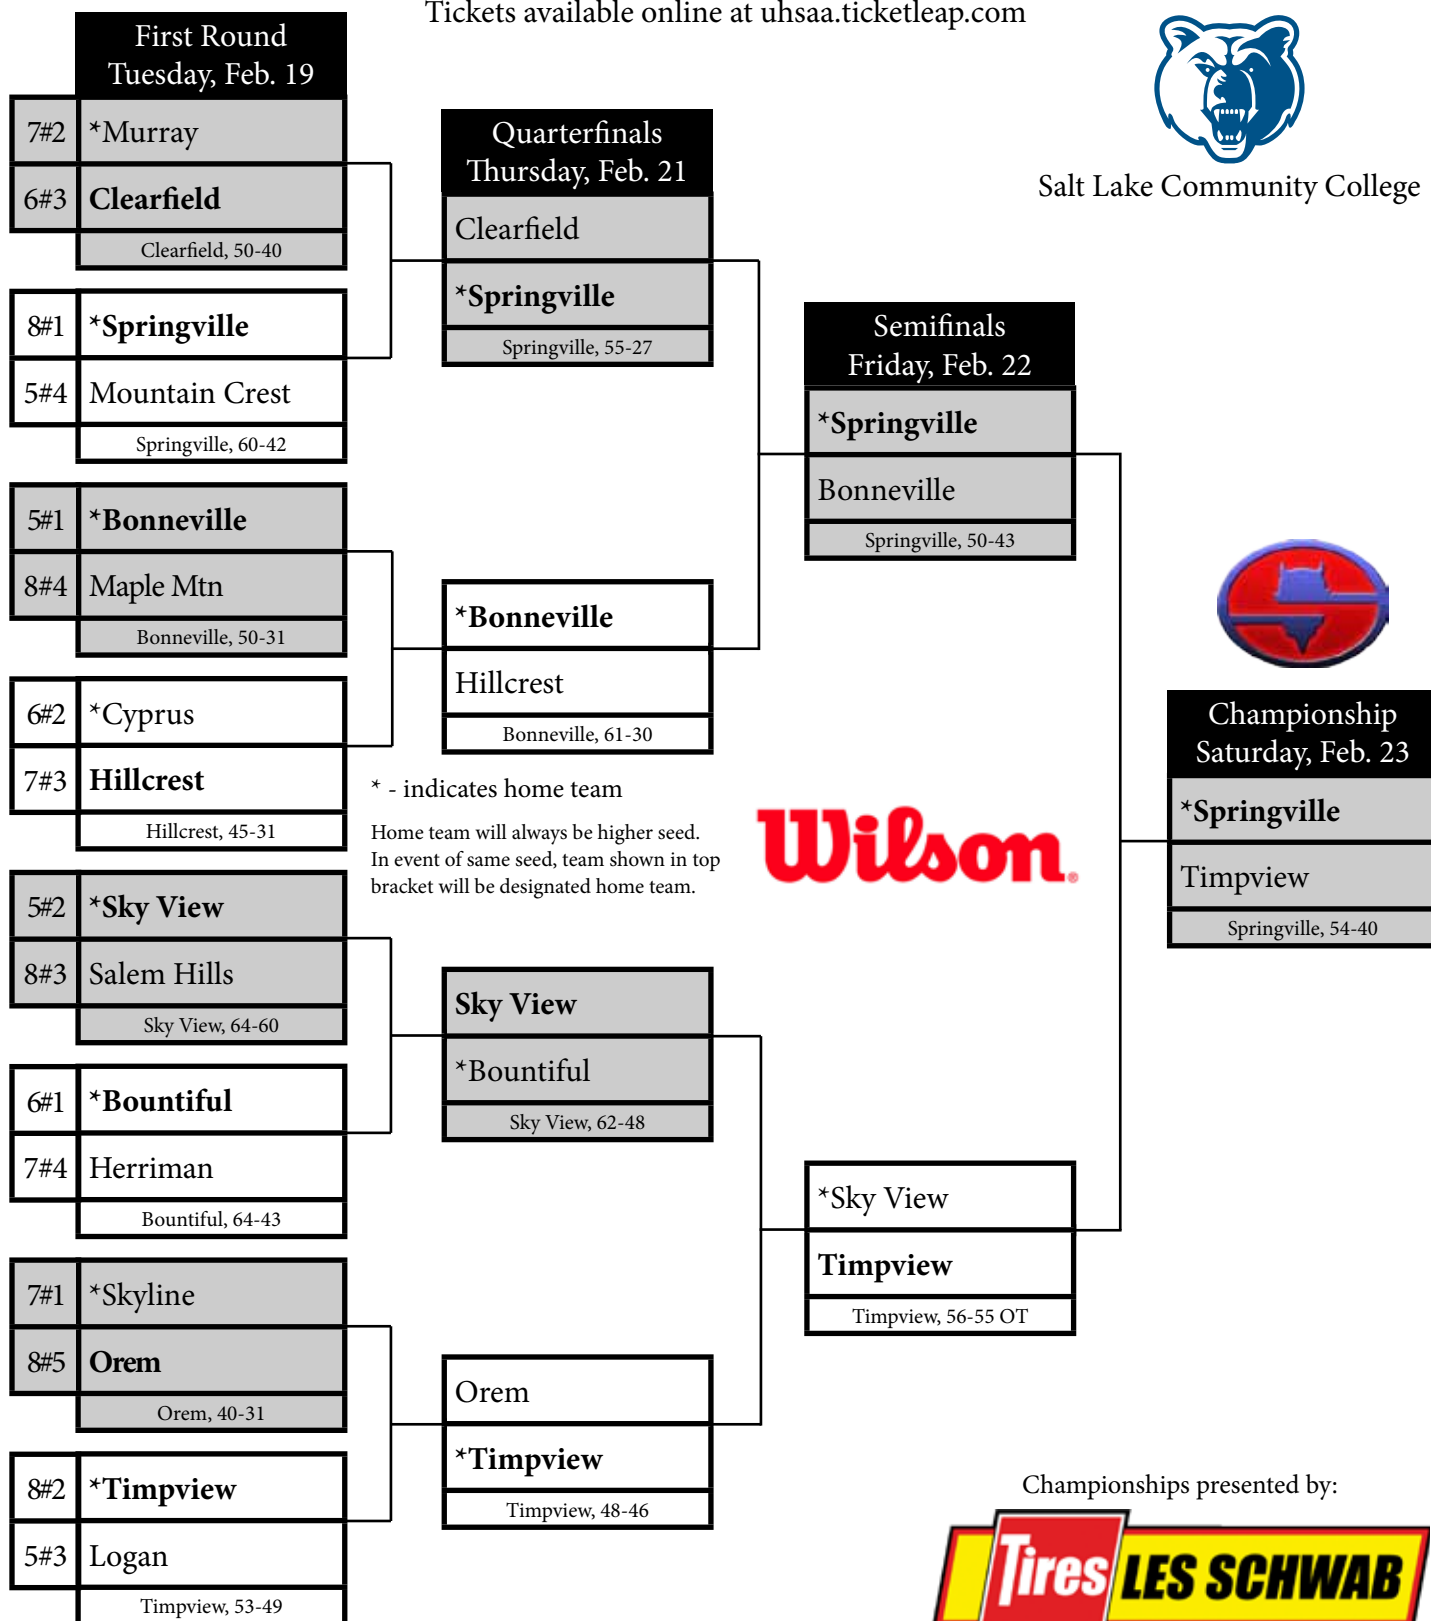 Tickets available online at uhsaa.ticketleap.com
First Round
Tuesday, Feb. 19
7#2 *Murray
6#3 Clearfield
Clearfield, 50-40
8#1 *Springville
5#4 Mountain Crest
Springville, 60-42
5#1 *Bonneville
8#4 Maple Mtn
Bonneville, 50-31
6#2 *Cyprus
7#3 Hillcrest
Hillcrest, 45-31
5#2 *Sky View
8#3 Salem Hills
Sky View, 64-60
6#1 *Bountiful
7#4 Herriman
Bountiful, 64-43
7#1 *Skyline
8#5 Orem
Orem, 40-31
8#2 *Timpview
5#3 Logan
Timpview, 53-49
Quarterfinals
Thursday, Feb. 21
Clearfield
*Springville
Springville, 55-27
*Bonneville
Hillcrest
Bonneville, 61-30
* - indicates home team
Home team will always be higher seed.
In event of same seed, team shown in top
bracket will be designated home team.
Sky View
*Bountiful
Sky View, 62-48
Orem
*Timpview
Timpview, 48-46
Semifinals
Friday, Feb. 22
*Springville
Bonneville
Springville, 50-43
Wilson®
*Sky View
Timpview
Timpview, 56-55 OT
Salt Lake Community College
Championship
Saturday, Feb. 23
*Springville
Timpview
Springville, 54-40
Championships presented by:
Tires LES SCHWAB